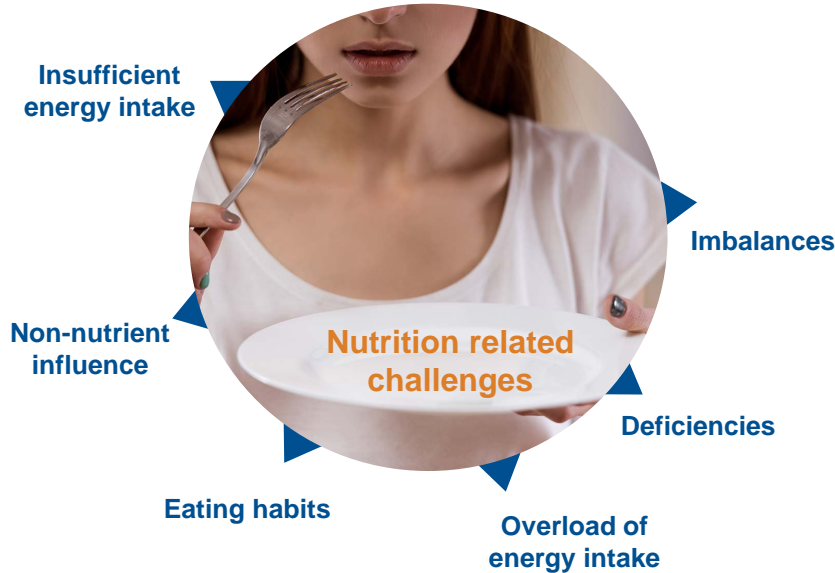 Insufficient
energy intake
Imbalances
Non-nutrient
influence
Nutrition related
challenges
Deficiencies
Eating habits
Overload of
energy intake